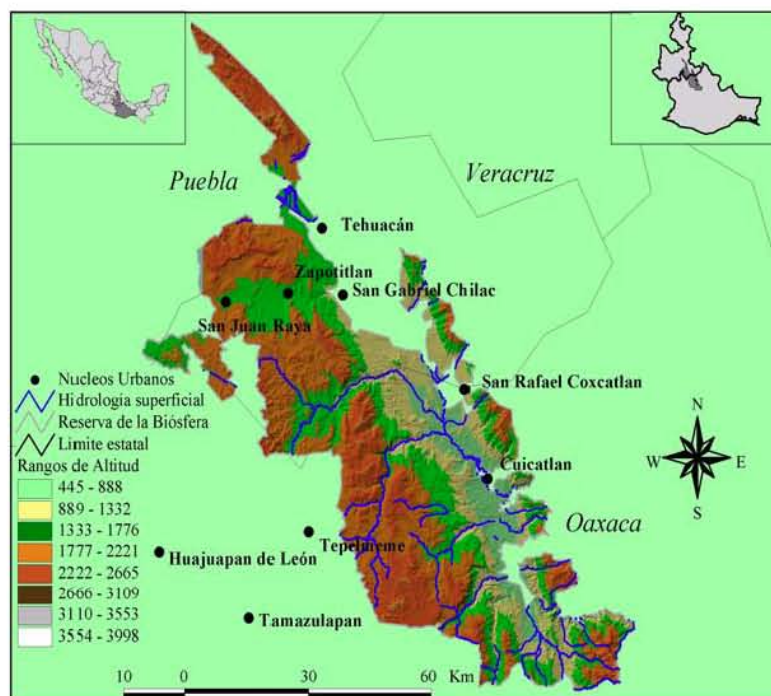 Puebla
Veracruz
Tehuacán
Zapotitlan
San Gabriel Chilac
San Juan Raya
San Rafael Coxcatlan
Cuicatlan
Oaxaca
Tepelmeme
Huajuapan de León
Tamazulapan
Nucleos Urbanos
Hidrología superficial
Reserva de la Biósfera
Limite estatal
Rangos de Altitud
445 - 888
889 - 1332
1333 - 1776
1777 - 2221
2222 - 2665
2666 - 3109
3110 - 3553
3554 - 3998
N
W E
S
10 0 30 60 Km